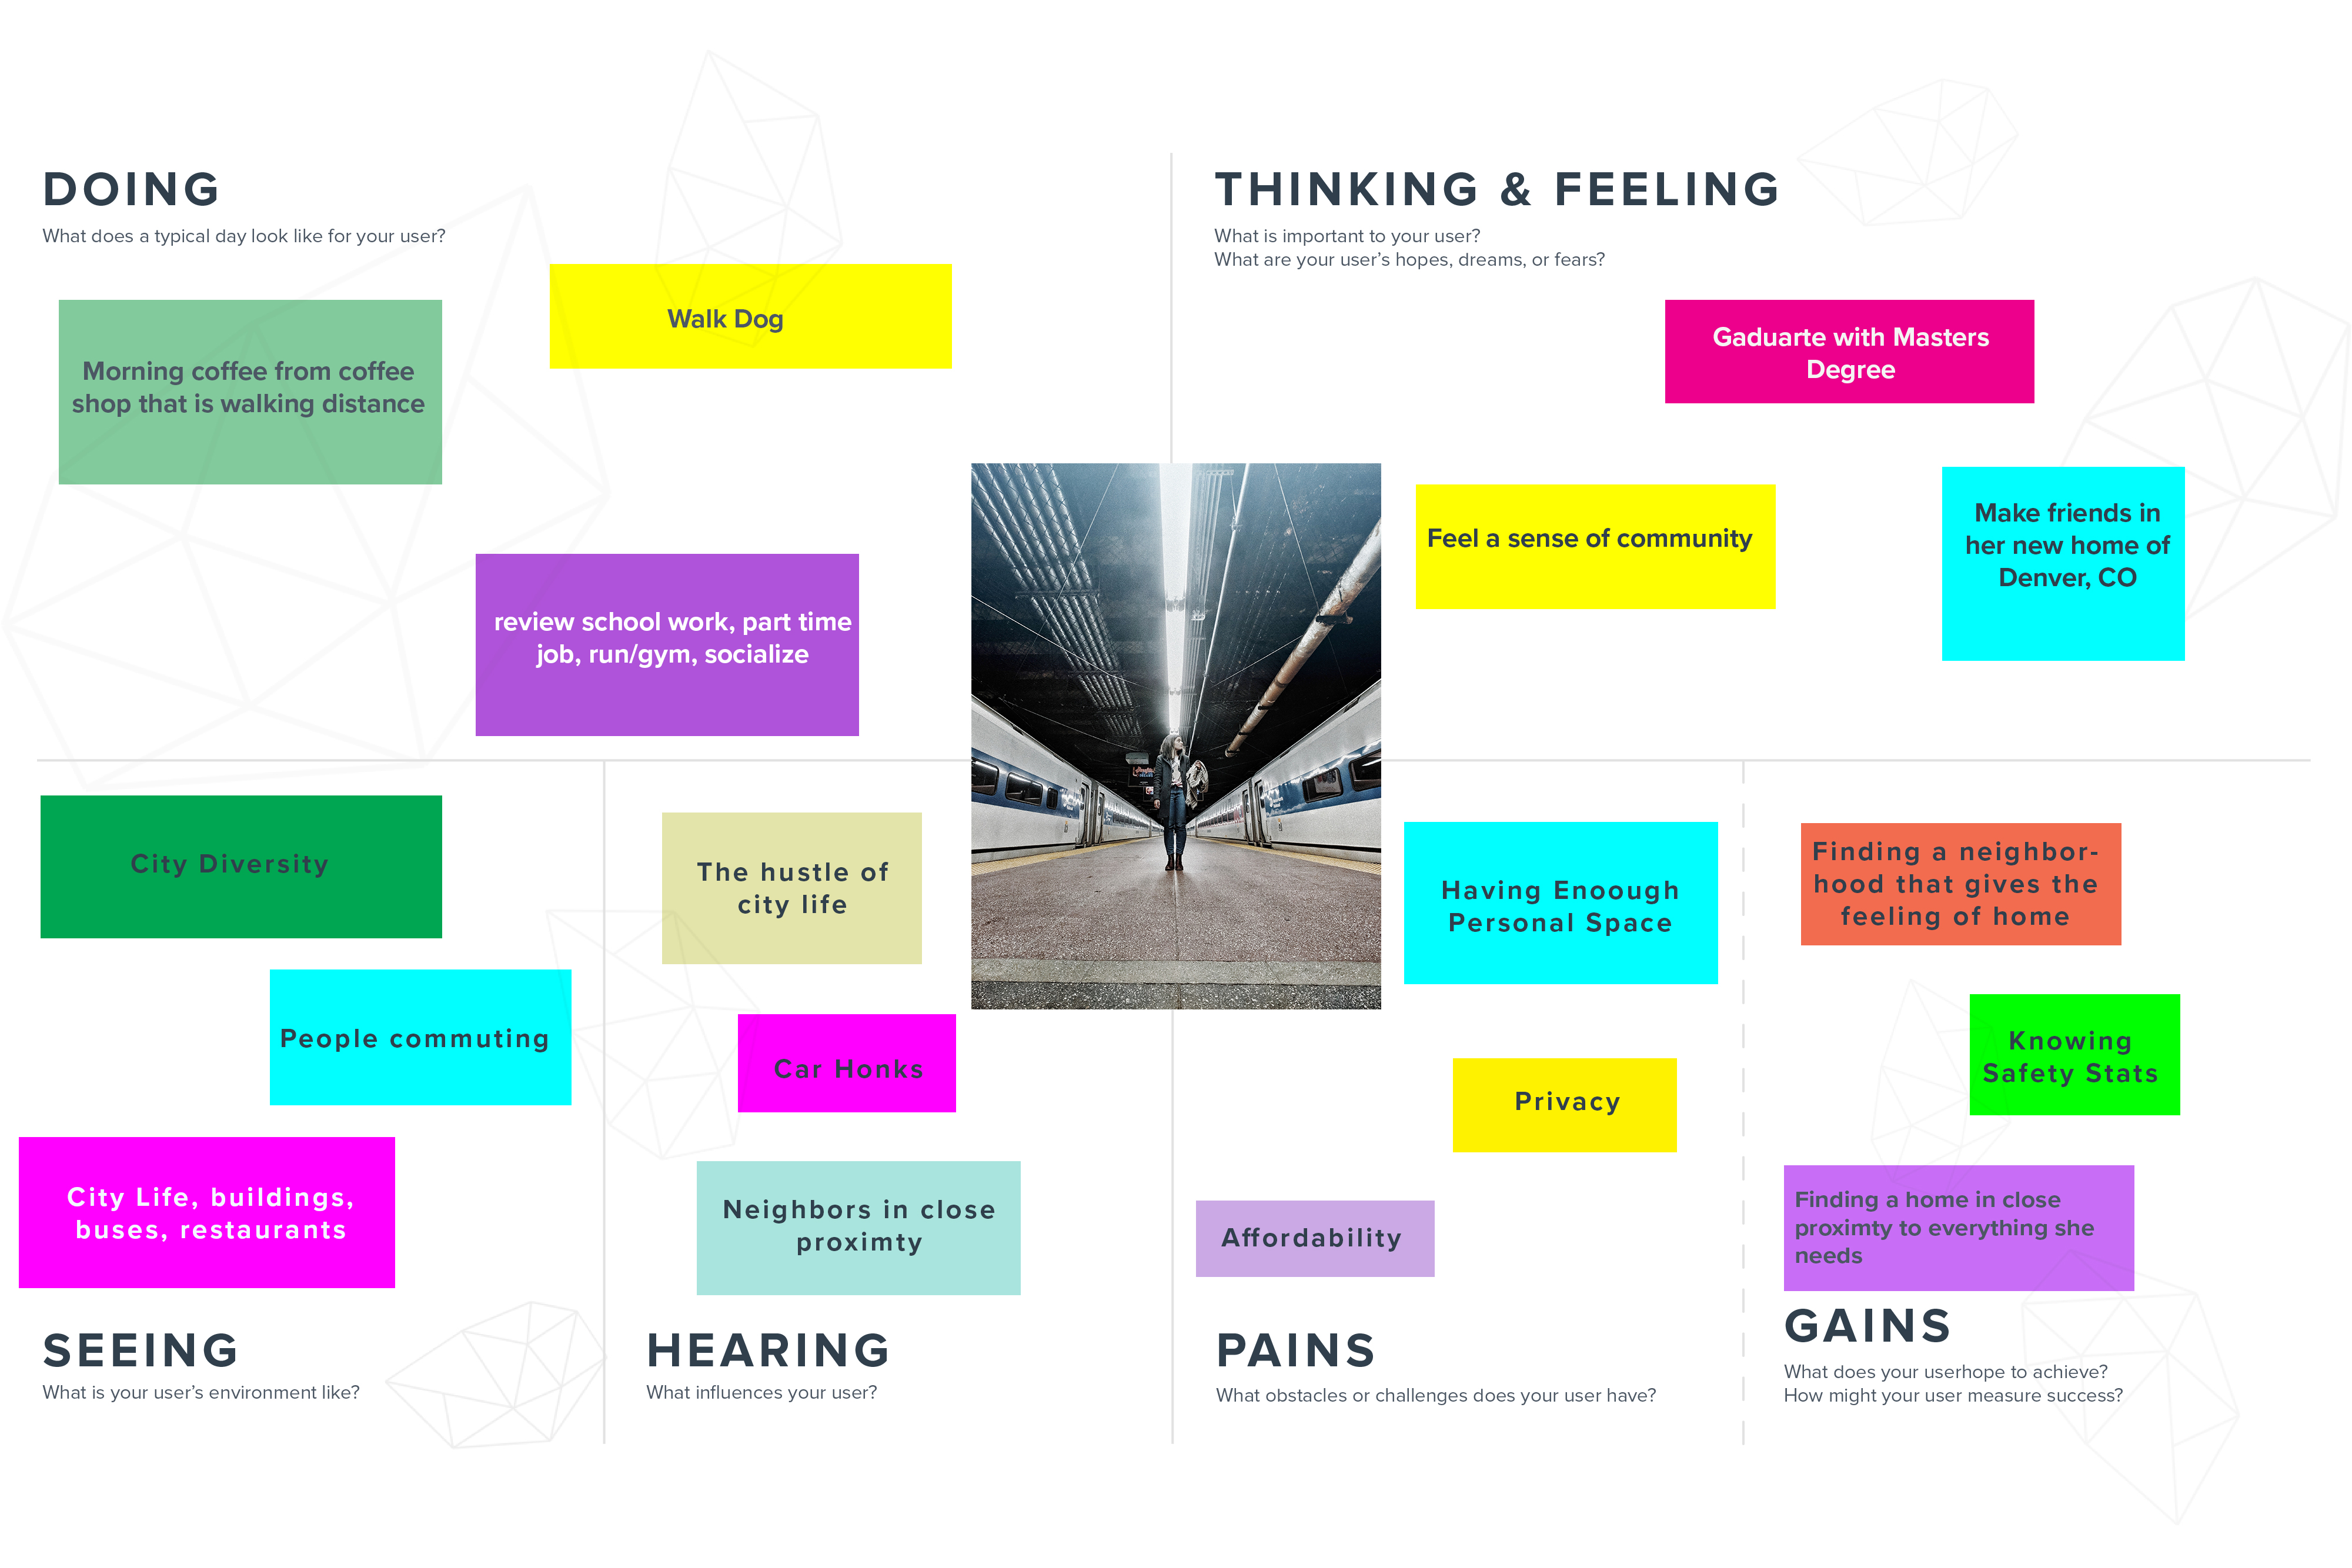 DOING
What does a typical day look like for your user?
Morning coffee from coffee
shop that is walking distance
Walk Dog
review school work, part time
job, run/gym, socialize
THINKING & FEELING
What is important to your user?
What are your user’s hopes, dreams, or fears?
Gaduarte with Masters
Degree
Feel a sense of community
Make friends in
her new home of
Denver, CO
City Diversity
People commuting
City Life, buildings,
buses, restaurants
SEEING
What is your user’s environment like?
The hustle of
city life
Car Honks
Neighbors in close
proximty
HEARING
What influences your user?
Having Enoough
Personal Space
Privacy
Affordability
PAINS
What obstacles or challenges does your user have?
Finding a neighbor-
hood that gives the
feeling of home
Knowing
Safety Stats
Finding a home in close
proximty to everything she
needs
GAINS
What does your userhope to achieve?
How might your user measure success?